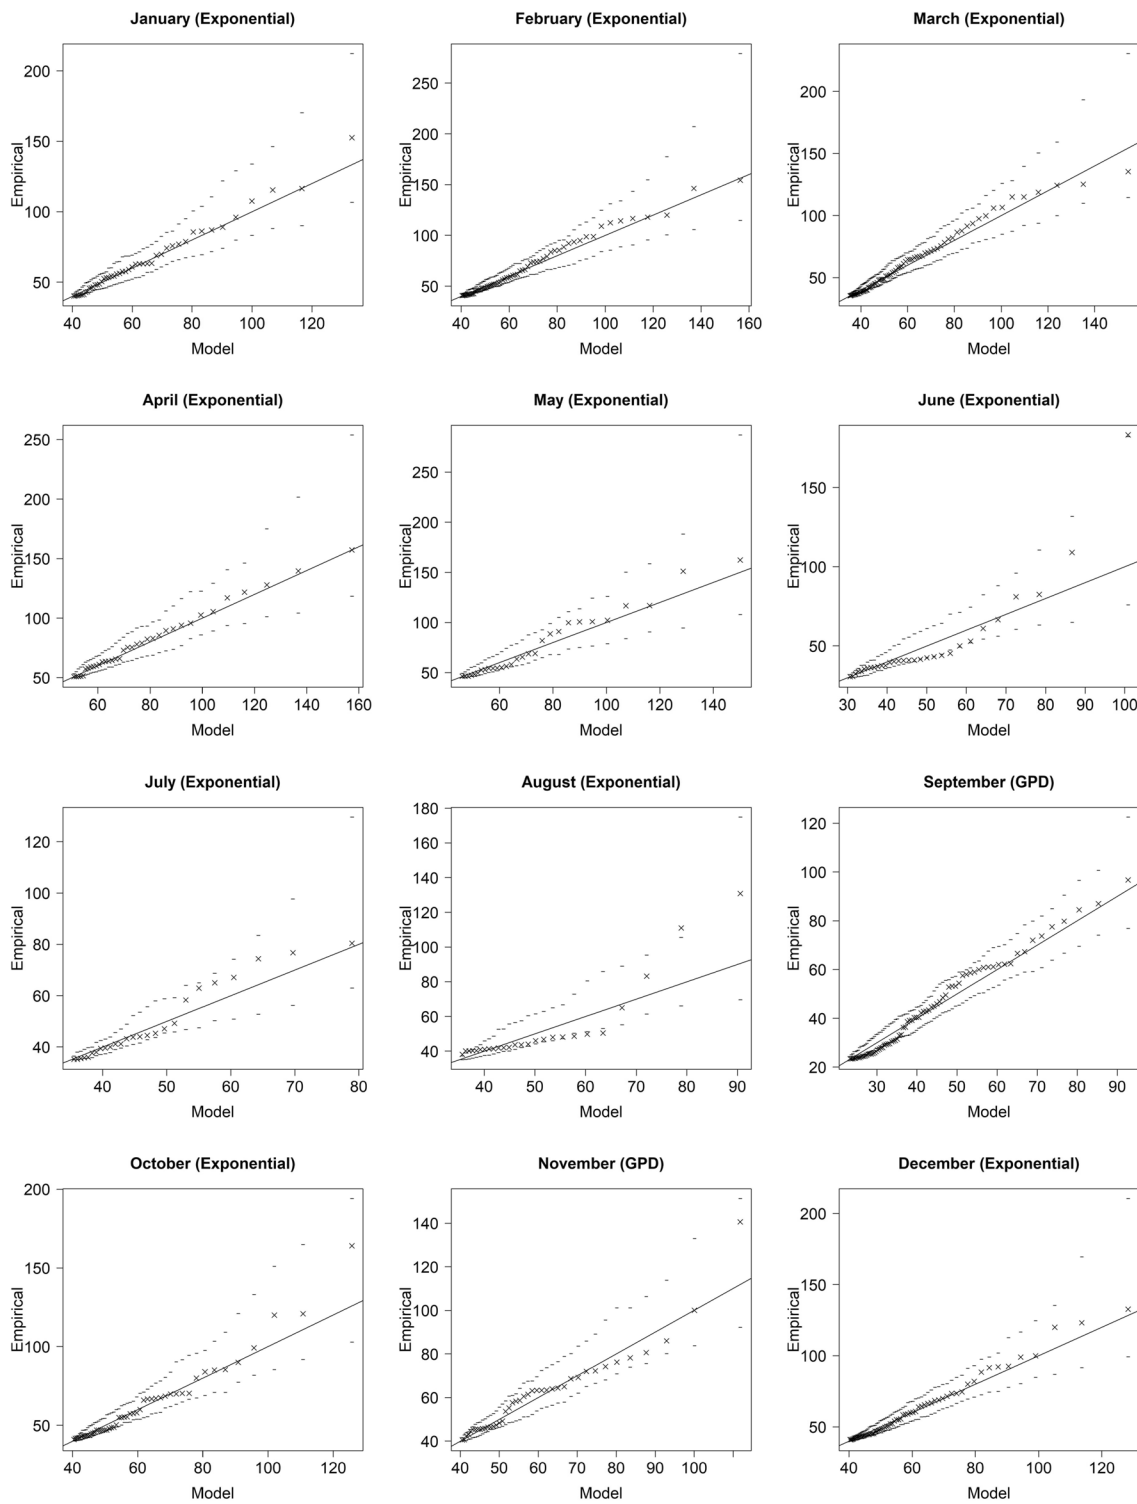 January (Exponential)
Empirical
200
150
100
50
40 60 80 100 120
Model
February (Exponential)
Empirical
250
200
150
100
50
40 60 80 100 120 140 160
Model
March (Exponential)
Empirical
200
150
100
50
40 60 80 100 120 140
Model
April (Exponential)
Empirical
250
200
150
100
50
60 80 100 120 140 160
Model
May (Exponential)
Empirical
250
200
150
100
50
60 80 100 120 140
Model
June (Exponential)
Empirical
150
100
50
30 40 50 60 70 80 90 100
Model
July (Exponential)
Empirical
120
100
80
60
40
40 50 60 70 80
Model
August (Exponential)
Empirical
180
160
140
120
100
80
60
40
40 50 60 70 80 90
Model
September (GPD)
Empirical
120
100
80
60
40
20
30 40 50 60 70 80 90
Model
October (Exponential)
Empirical
200
150
100
50
40 60 80 100 120
Model
November (GPD)
Empirical
140
120
100
80
60
40
40 50 60 70 80 90 100
Model
December (Exponential)
Empirical
200
150
100
50
40 60 80 100 120
Model